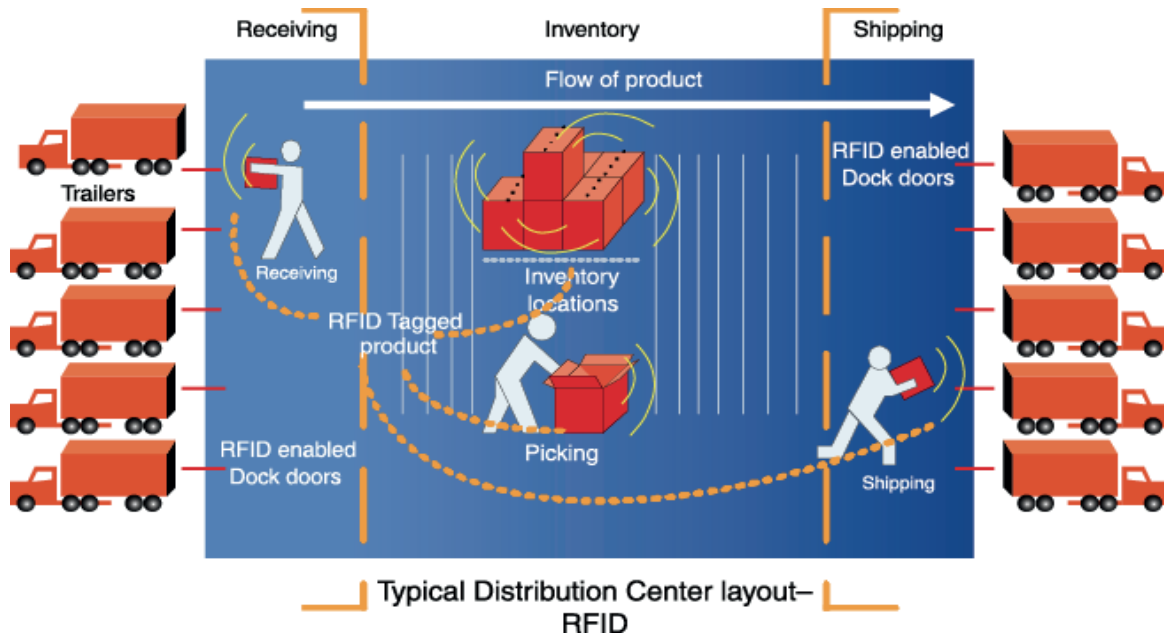 Receiving
Inventory
Shipping
Flow of product
RFID enabled
Dock doors
Trailers
Receiving
Inventory
locations
RFID Tagged
product
RFID enabled
Dock doors
Picking
Shipping
Typical Distribution Center layout–
RFID